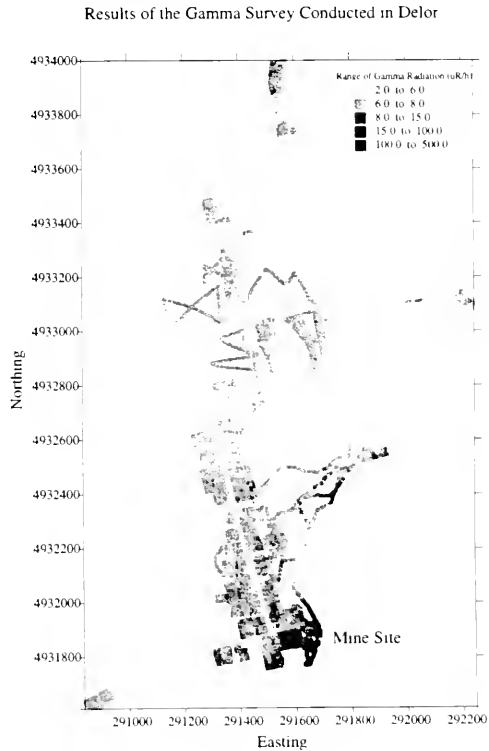 Results of the Gamma Survey Conducted in Delor
Range of Gamma Radiation (uR/h)
2.0 to 6.0
6.0 to 8.0
8.0 to 15.0
15.0 to 100.0
100.0 to 500.0
4934000
4933800
4933600
4933400
4933200
4933000
4932800
4932600
4932400
4932200
4932000
4931800
Northing
Mine Site
291000 291200 291400 291600 291800 292000 292200
Easting